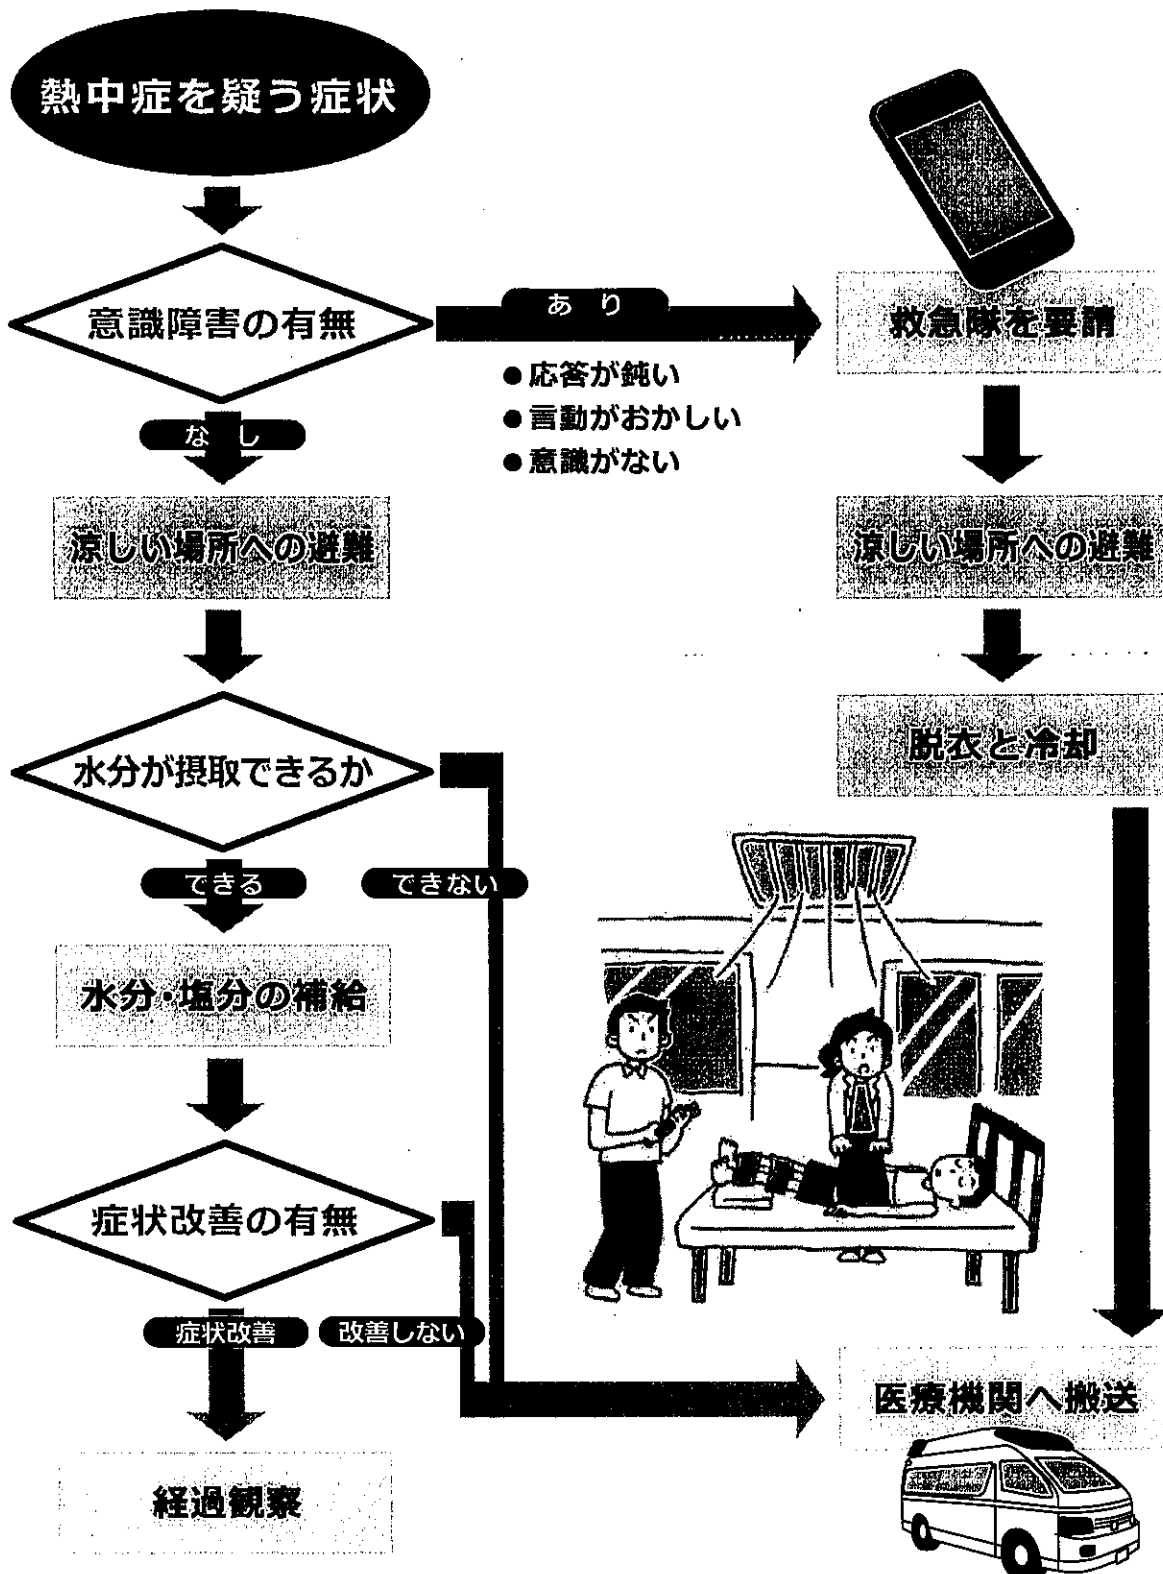 熱中症を疑う症状
意識障害の有無
あり
● 応答が鈍い
● 言動がおかしい
● 意識がない
救急隊を要請
なし
涼しい場所への避難
涼しい場所への避難
水分が摂取できるか
脱衣と冷却
できる
できない
水分・塩分の補給
症状改善の有無
症状改善
改善しない
医療機関へ搬送
経過観察